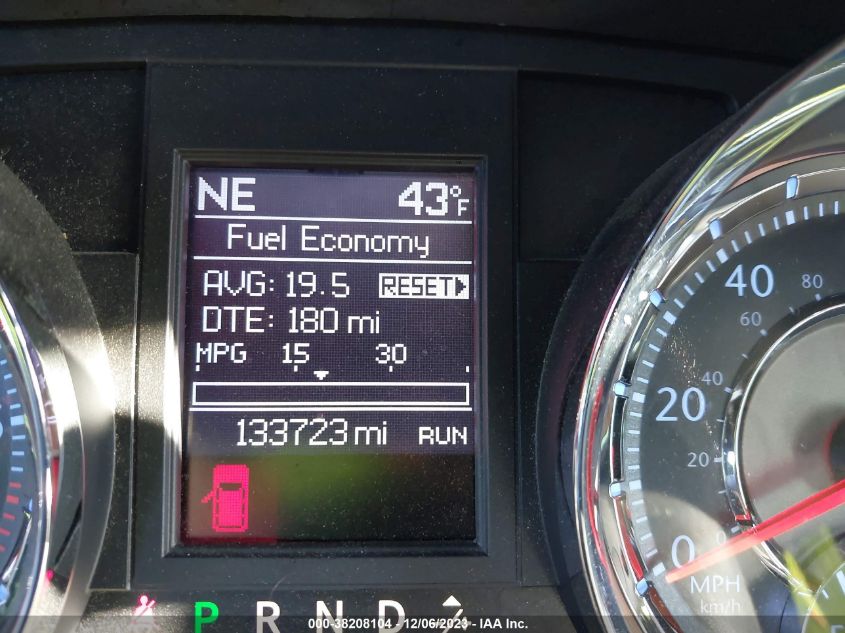 NE 43°F
Fuel Economy
AVG: 19.5 RESET
DTE: 180 mi
MPG 15 30
133723 mi RUN
P R N D
40
80
60
20
40
20
0
0
MPH
km/h
000-38208104 - 12/06/2023 - IAA Inc.